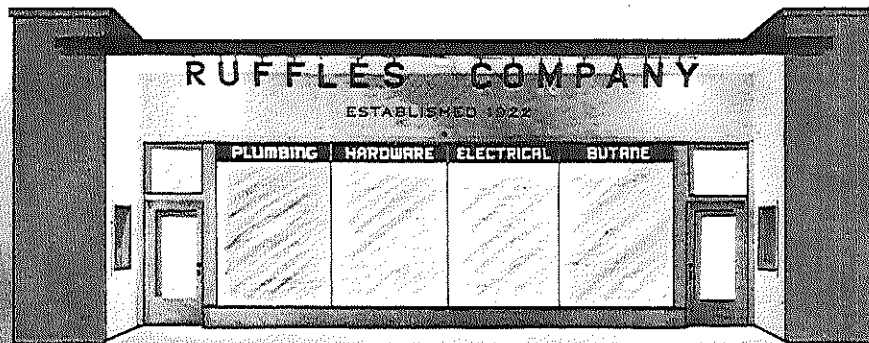 RUFFLES COMPANY
ESTABLISHED 1922
PLUMBING HARDWARE ELECTRICAL BUTANE